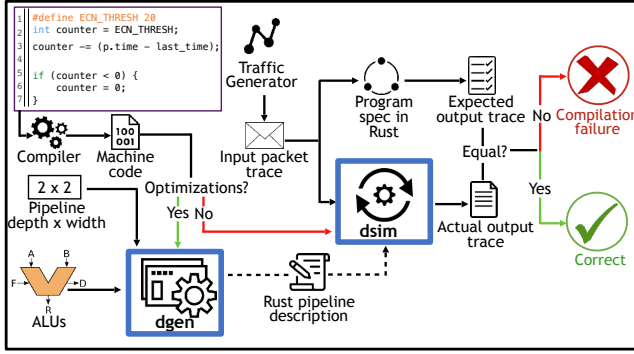 1 #define ECN_THRESH 20
2 int counter = ECN_THRESH;
3 counter -= (p.time - last_time);
4
5 if (counter < 0) {
6 counter = 0;
7 }
Traffic
Generator
Program
spec in
Rust
Expected
output trace
No
Compilation
failure
Compiler
100
001
Machine
code
Input packet
trace
Equal?
2 x 2
Pipeline
depth x width
Optimizations?
Yes
No
dsim
Actual output
trace
Yes
Correct
A
B
F
D
R
ALUs
dgen
Rust pipeline
description